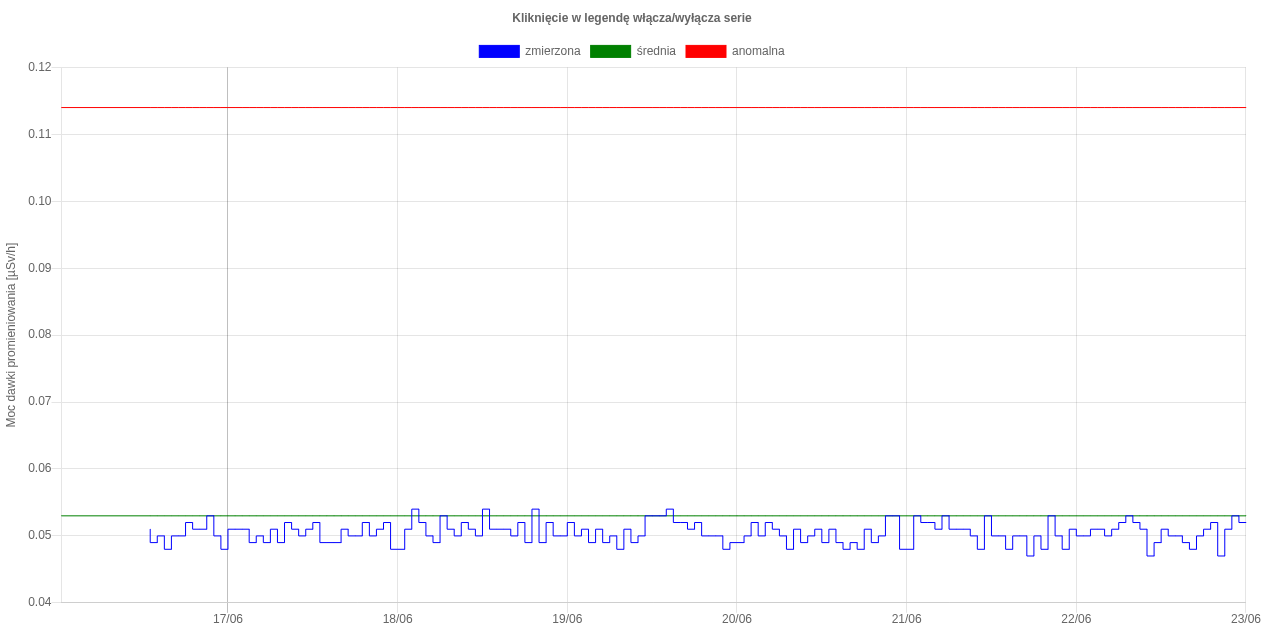 Kliknięcie w legendę włącza/wyłącza serie
zmierzona średnia anomalna
Moc dawki promieniowania [µSv/h]
0.12
0.11
0.10
0.09
0.08
0.07
0.06
0.05
0.04
17/06 18/06 19/06 20/06 21/06 22/06 23/06